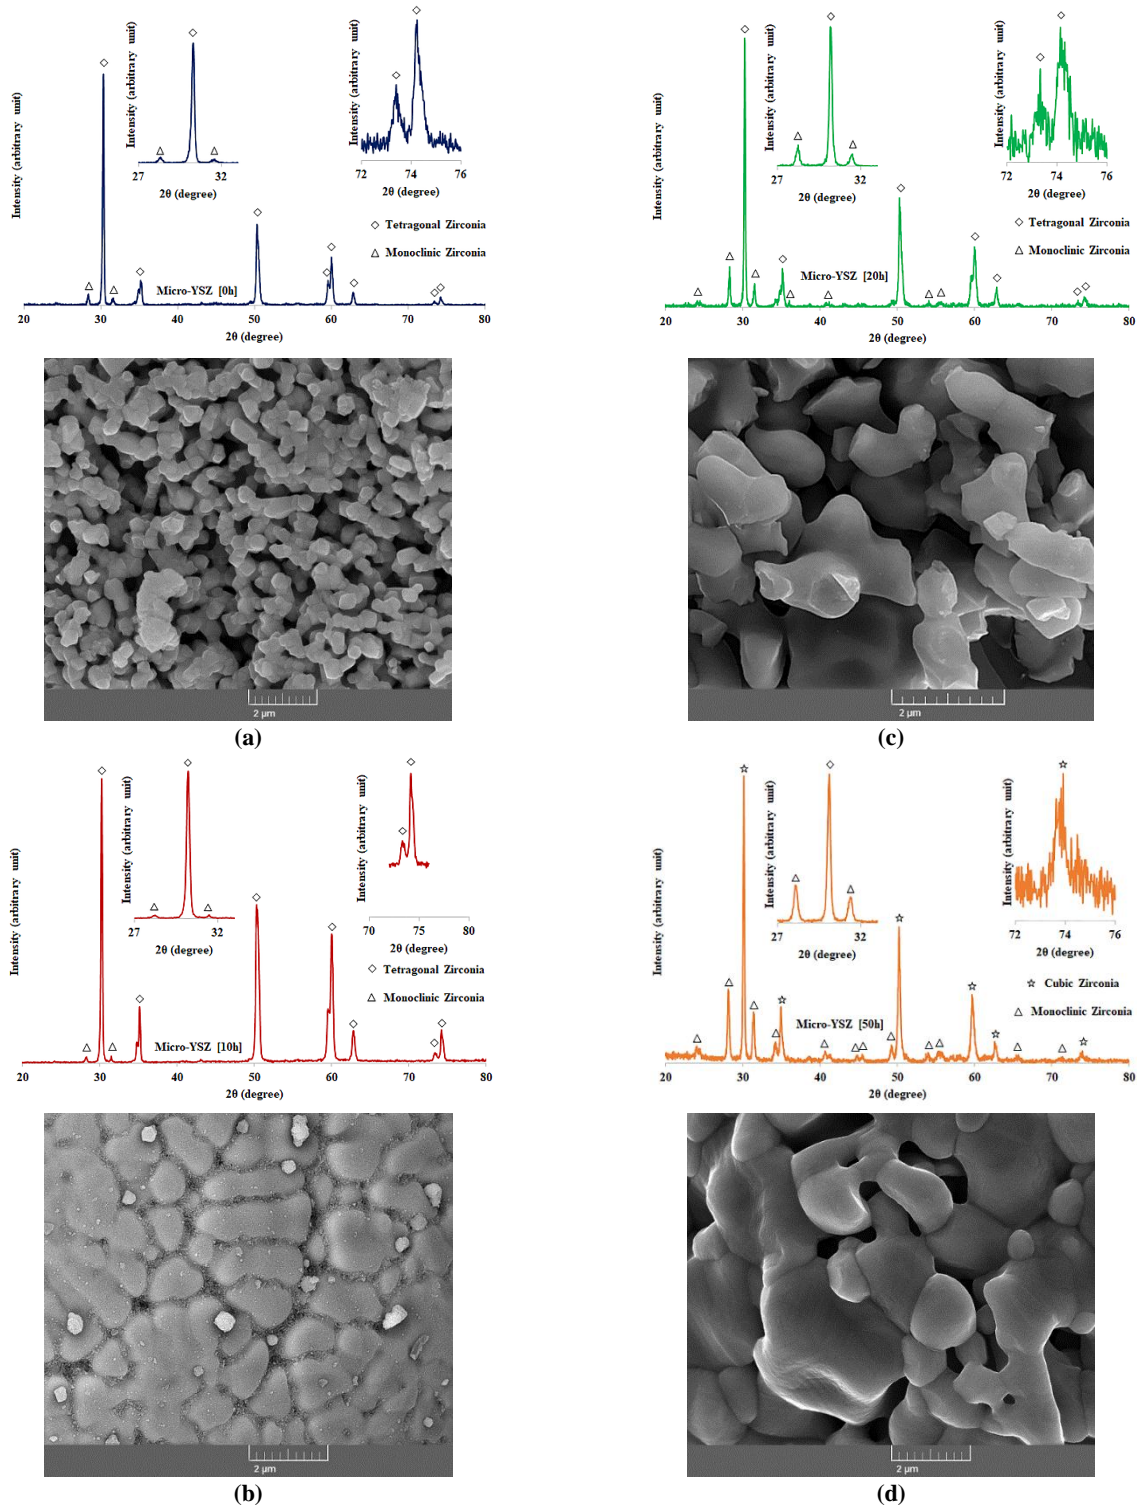 Intensity (arbitrary unit)
Intensity (arbitrary unit)
27
32
2θ (degree)
Intensity (arbitrary unit)
72
74
76
2θ (degree)
Tetragonal Zirconia
Monoclinic Zirconia
Micro-YSZ [0h]
20
30
40
50
60
70
80
2θ (degree)
2 µm
(a)
Intensity (arbitrary unit)
Intensity (arbitrary unit)
27
32
2θ (degree)
Intensity (arbitrary unit)
72
74
76
2θ (degree)
Tetragonal Zirconia
Monoclinic Zirconia
Micro-YSZ [20h]
20
30
40
50
60
70
80
2θ (degree)
2 µm
(c)
Intensity (arbitrary unit)
Intensity (arbitrary unit)
27
32
2θ (degree)
Intensity (arbitrary unit)
70
75
80
2θ (degree)
Tetragonal Zirconia
Monoclinic Zirconia
Micro-YSZ [10h]
20
30
40
50
60
70
80
2θ (degree)
2 µm
(b)
Intensity (arbitrary unit)
Intensity (arbitrary unit)
27
32
2θ (degree)
Intensity (arbitrary unit)
72
74
76
2θ (degree)
Cubic Zirconia
Monoclinic Zirconia
Micro-YSZ [50h]
20
30
40
50
60
70
80
2θ (degree)
2 µm
(d)